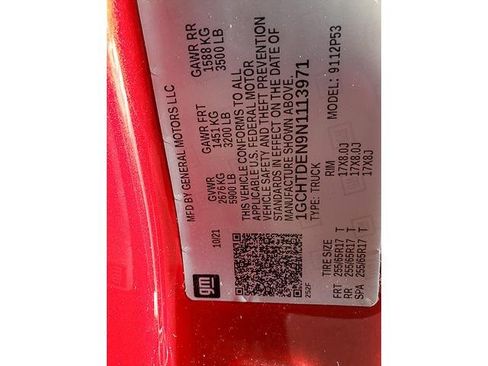 MFD BY GENERAL MOTORS LLC
10/21 GVWR GAWR FRT GAWR RR
2676 KG 1451 KG 1588 KG
5900 LB 3200 LB 3500 LB
THIS VEHICLE CONFORMS TO ALL
APPLICABLE U.S. FEDERAL MOTOR
VEHICLE SAFETY AND THEFT PREVENTION
STANDARDS IN EFFECT ON THE DATE OF
MANUFACTURE SHOWN ABOVE.
1GCHTDEN9N1113971
TYPE: TRUCK MODEL: 9112P53
TIRE SIZE RIM
FRT 255/65R17 T 17X8.0J
RR 255/65R17 T 17X8.0J
SPA 255/65R17 T 17X8J
gm
252F